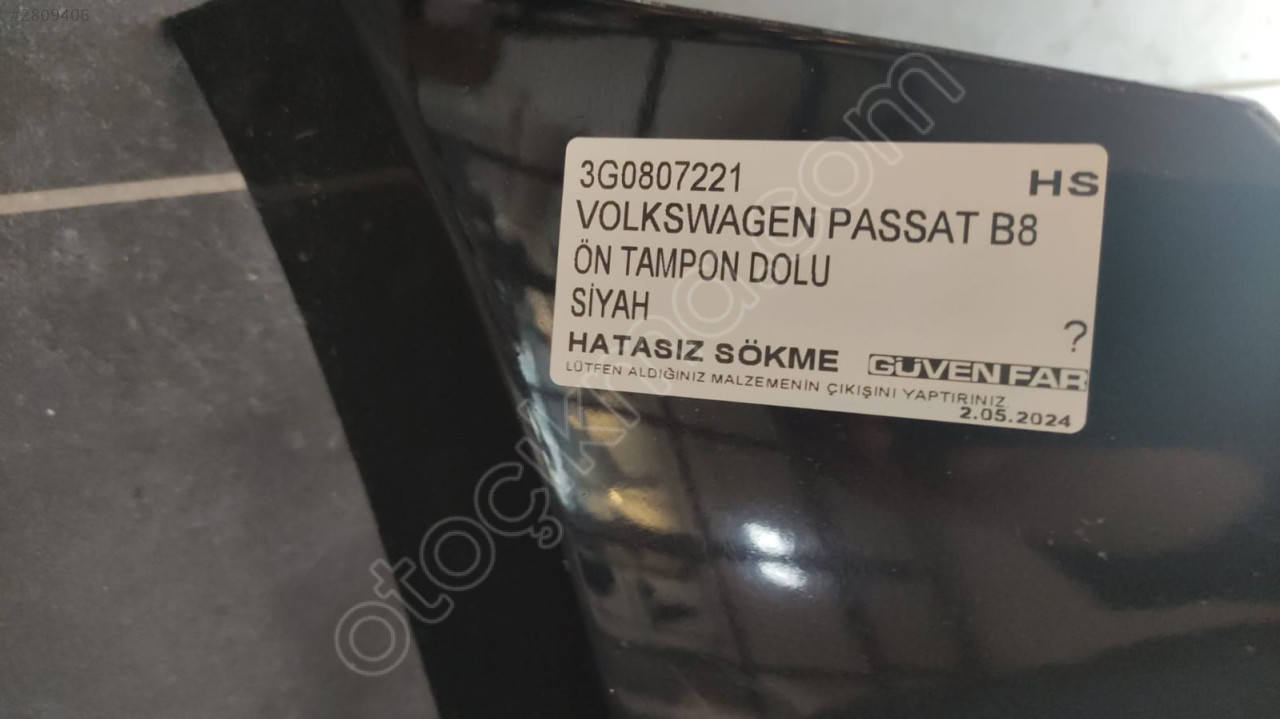 #2809406
3G0807221
HS
VOLKSWAGEN PASSAT B8
ÖN TAMPON DOLU
SİYAH
?
HATASIZ SÖKME
GÜVEN FAR
LÜTFEN ALDIĞINIZ MALZEMENİN ÇIKIŞINI YAPTIRINIZ.
2.05.2024
otoçıkma.com